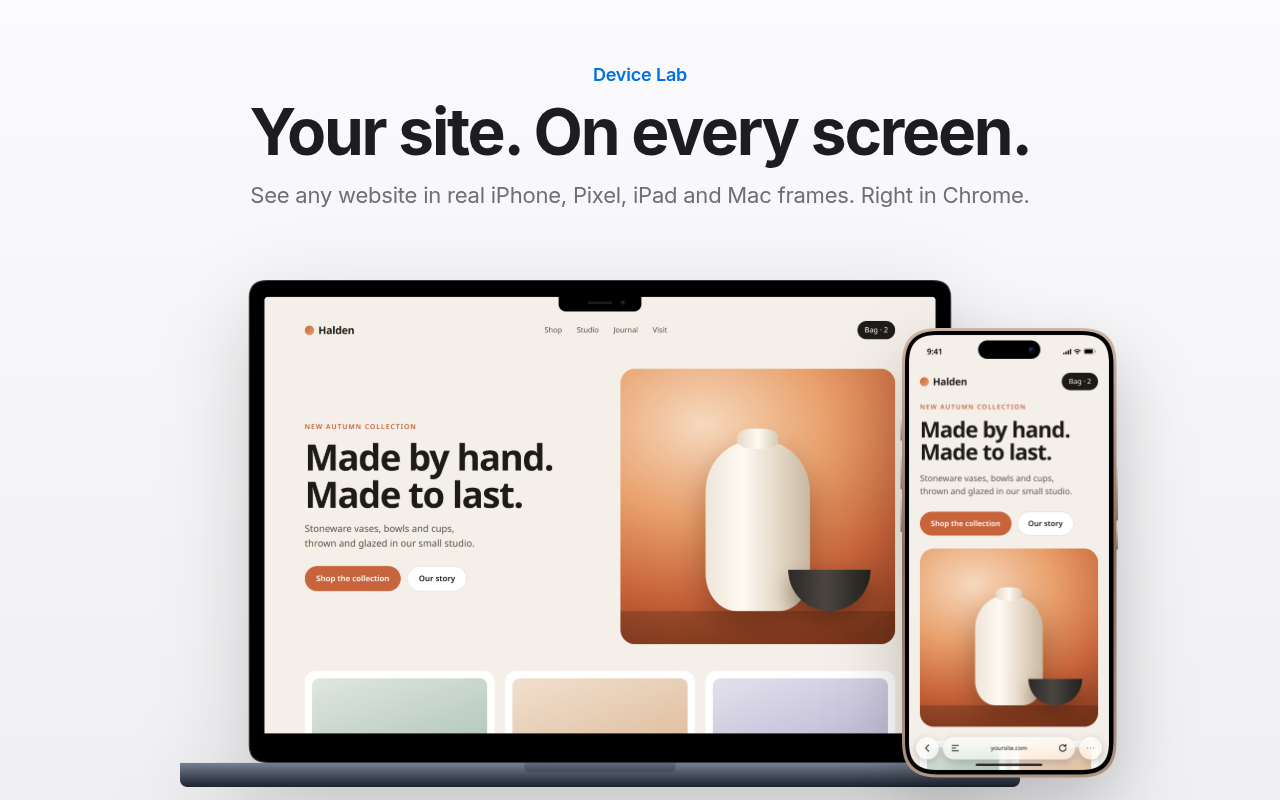 Device Lab
Your site. On every screen.
See any website in real iPhone, Pixel, iPad and Mac frames. Right in Chrome.
Halden
Shop Studio Journal Visit
Bag · 2
NEW AUTUMN COLLECTION
Made by hand.
Made to last.
Stoneware vases, bowls and cups,
thrown and glazed in our small studio.
Shop the collection
Our story
9:41
Halden
Bag · 2
NEW AUTUMN COLLECTION
Made by hand.
Made to last.
Stoneware vases, bowls and cups,
thrown and glazed in our small studio.
Shop the collection
Our story
yoursite.com